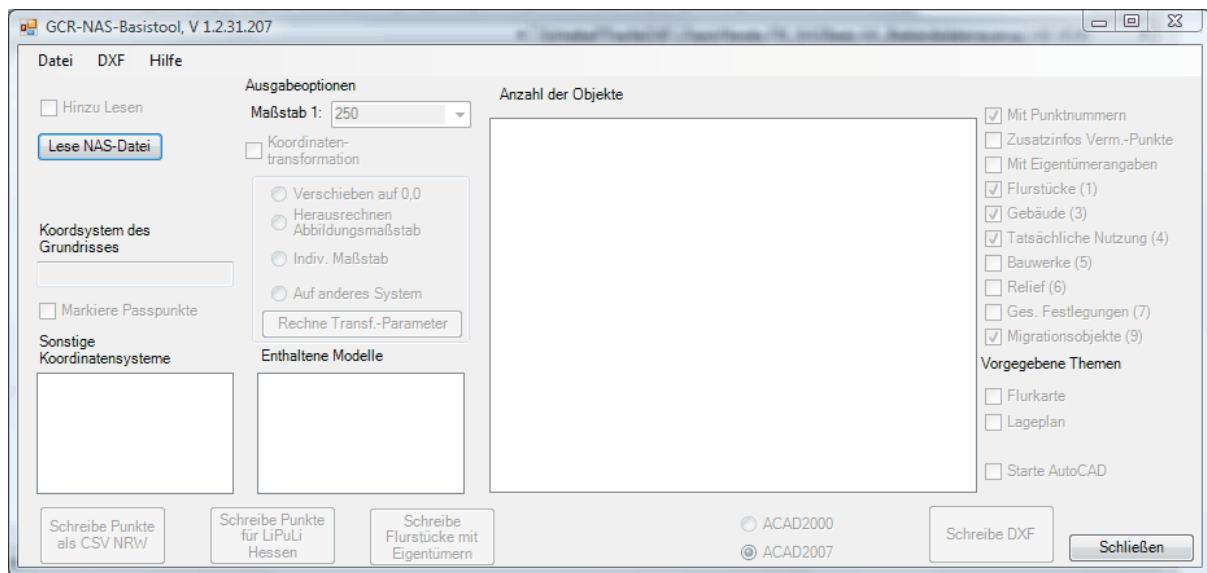 GCR-NAS-Basistool, V 1.2.31.207
Datei DXF Hilfe
Hinzu Lesen
Lese NAS-Datei
Koordsystem des
Grundrisses
Markiere Passpunkte
Sonstige
Koordinatensysteme
Ausgabeoptionen
Maßstab 1: 250
Koordinaten-
transformation
Verschieben auf 0,0
Herausrechnen
Abbildungsmaßstab
Indiv. Maßstab
Auf anderes System
Rechne Transf.-Parameter
Enthaltene Modelle
Anzahl der Objekte
Mit Punktnummern
Zusatzinfos Verm.-Punkte
Mit Eigentümerangaben
Flurstücke (1)
Gebäude (3)
Tatsächliche Nutzung (4)
Bauwerke (5)
Relief (6)
Ges. Festlegungen (7)
Migrationsobjekte (9)
Vorgegebene Themen
Flurkarte
Lageplan
Starte AutoCAD
Schreibe Punkte
als CSV NRW
Schreibe Punkte
für LiPuLi
Hessen
Schreibe
Flurstücke mit
Eigentümern
ACAD2000
ACAD2007
Schreibe DXF
Schließen